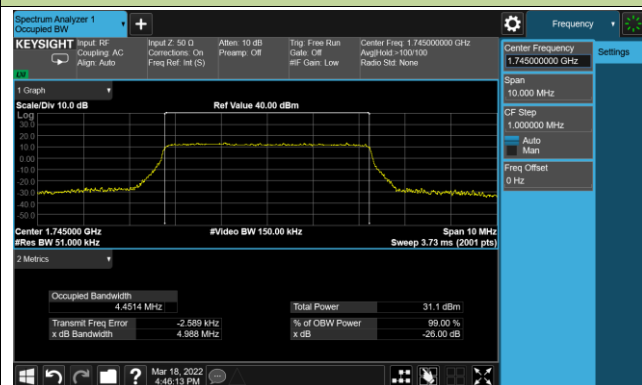 Spectrum Analyzer 1
Occupied BW
Frequency
KEYSIGHT
Input: RF
Coupling: AC
Align: Auto
Input Z: 50 Ω
Corrections: On
Freq Ref: Int (S)
Atten: 10 dB
Preamp: Off
Trig: Free Run
Gate: Off
#IF Gain: Low
Center Freq: 1.745000000 GHz
Avg|Hold:>100/100
Radio Std: None
LXI
Center Frequency
1.745000000 GHz
Settings
Span
10.000 MHz
CF Step
1.000000 MHz
Auto
Man
Freq Offset
0 Hz
1 Graph
Scale/Div 10.0 dB
Ref Value 40.00 dBm
Log
30.0
20.0
10.0
0.00
-10.0
-20.0
-30.0
-40.0
-50.0
Center 1.745000 GHz
#Video BW 150.00 kHz
Span 10 MHz
#Res BW 51.000 kHz
Sweep 3.73 ms (2001 pts)
2 Metrics
Occupied Bandwidth
4.4514 MHz
Total Power
31.1 dBm
Transmit Freq Error
-2.589 kHz
% of OBW Power
99.00 %
x dB Bandwidth
4.988 MHz
x dB
-26.00 dB
?
Mar 18, 2022
4:46:13 PM